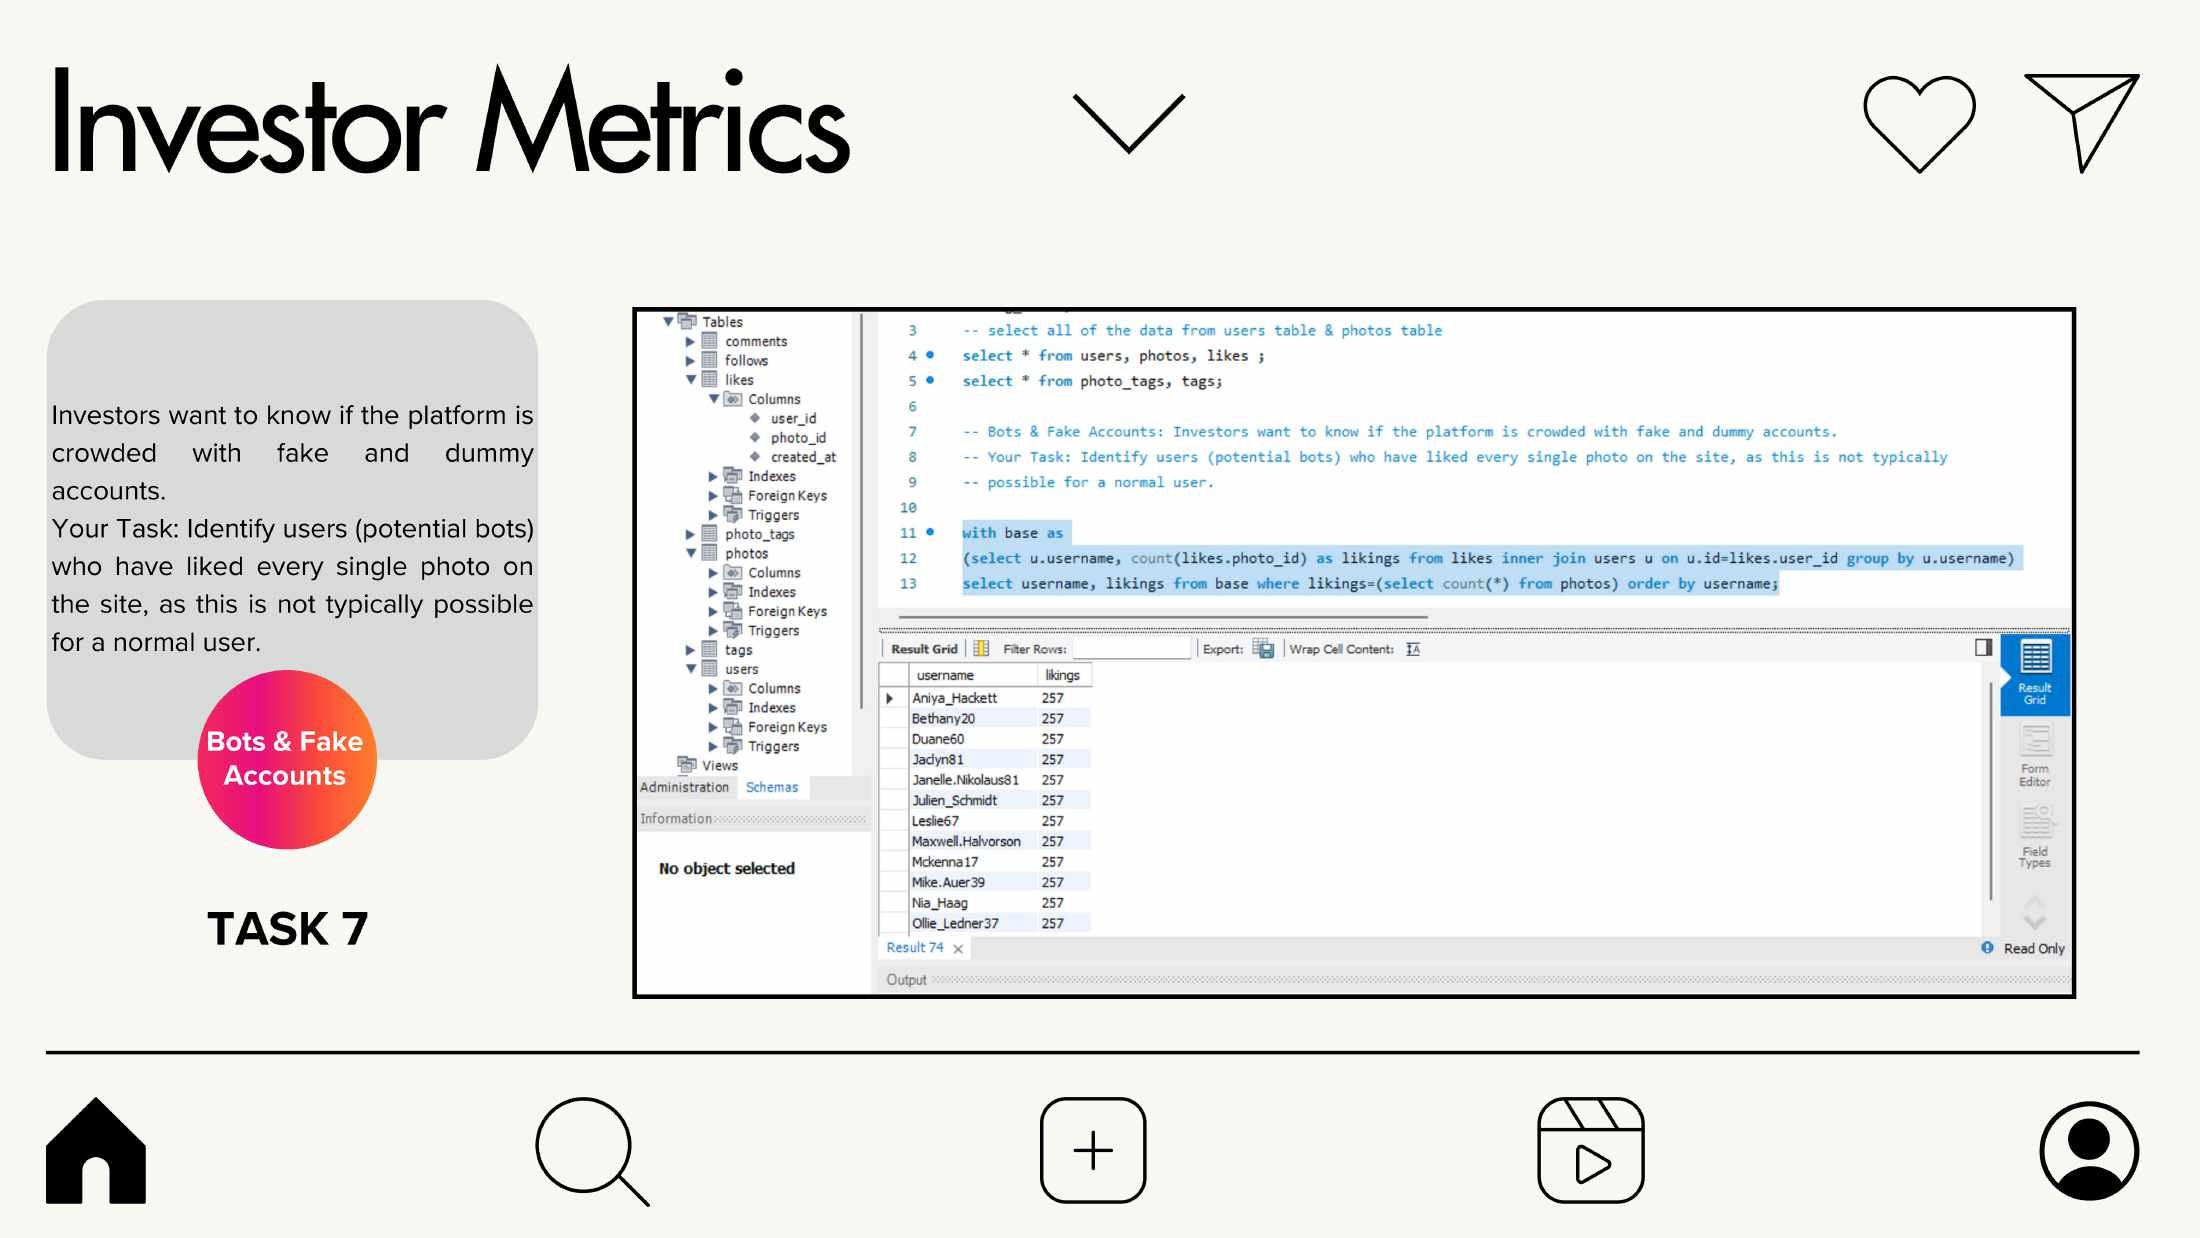 Investor Metrics
Investors want to know if the platform is
crowded with fake and dummy
accounts.
Your Task: Identify users (potential bots)
who have liked every single photo on
the site, as this is not typically possible
for a normal user.
Bots & Fake
Accounts
TASK 7
Tables
comments
follows
likes
Columns
user_id
photo_id
created_at
Indexes
Foreign Keys
Triggers
photo_tags
photos
Columns
Indexes
Foreign Keys
Triggers
tags
users
Columns
Indexes
Foreign Keys
Triggers
Views
Administration Schemas
Information
No object selected
3 -- select all of the data from users table & photos table
4 select * from users, photos, likes ;
5 select * from photo_tags, tags;
6
7 -- Bots & Fake Accounts: Investors want to know if the platform is crowded with fake and dummy accounts.
8 -- Your Task: Identify users (potential bots) who have liked every single photo on the site, as this is not typically
9 -- possible for a normal user.
10
11 with base as
12 (select u.username, count(likes.photo_id) as likings from likes inner join users u on u.id=likes.user_id group by u.username)
13 select username, likings from base where likings=(select count(*) from photos) order by username;
Result Grid Filter Rows: Export: Wrap Cell Content:
username likings
Aniya_Hackett 257
Bethany20 257
Duane60 257
Jaclyn81 257
Janelle.Nikolaus81 257
Julien_Schmidt 257
Leslie67 257
Maxwell.Halvorson 257
Mckenna17 257
Mike.Auer39 257
Nia_Haag 257
Ollie_Ledner37 257
Result
Grid
Form
Editor
Field
Types
Result 74
Read Only
Output